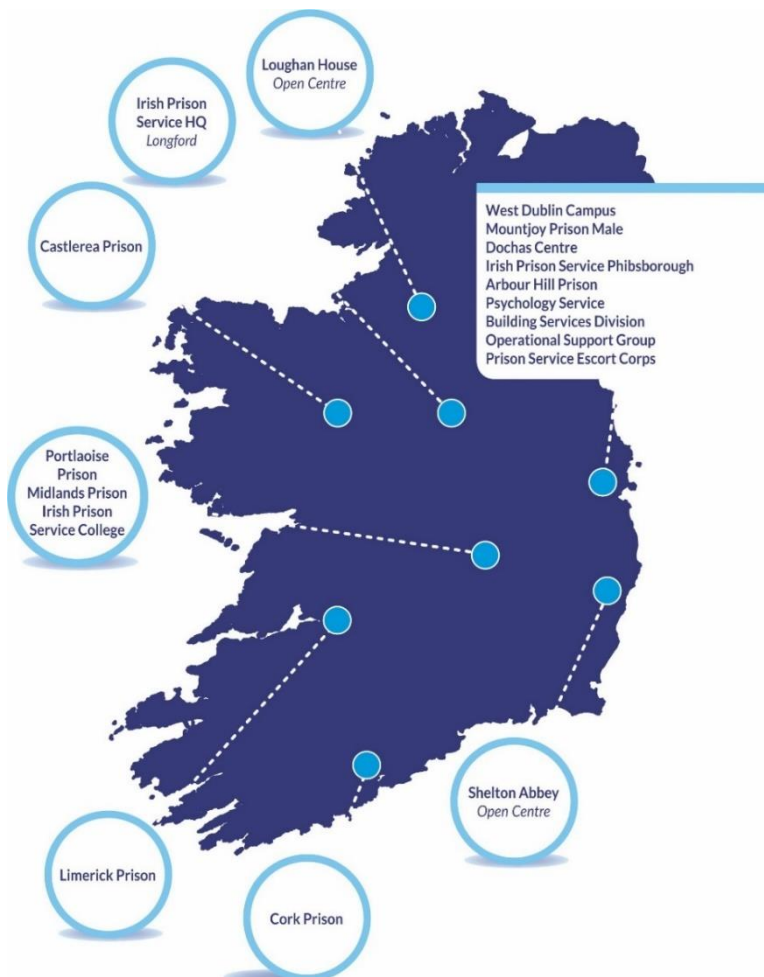 Loughan House
Open Centre
Irish Prison
Service HQ
Longford
Castlerea Prison
West Dublin Campus
Mountjoy Prison Male
Dochas Centre
Irish Prison Service Phibsborough
Arbour Hill Prison
Psychology Service
Building Services Division
Operational Support Group
Prison Service Escort Corps
Portlaoise
Prison
Midlands Prison
Irish Prison
Service College
Shelton Abbey
Open Centre
Limerick Prison
Cork Prison